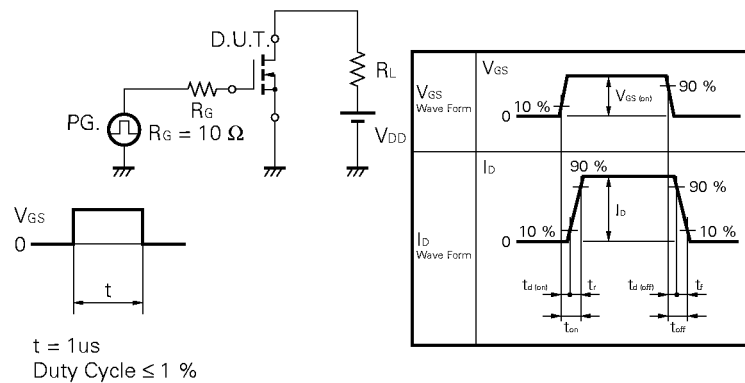 D.U.T.
RL
RG
PG.
RG = 10 Ω
VDD
VGS
0
t
t = 1us
Duty Cycle ≤ 1 %
VGS
Wave Form
VGS
10 %
VGS (on)
90 %
0
ID
Wave Form
ID
90 %
90 %
ID
10 %
10 %
0
td (on)
tr
td (off)
tf
ton
toff